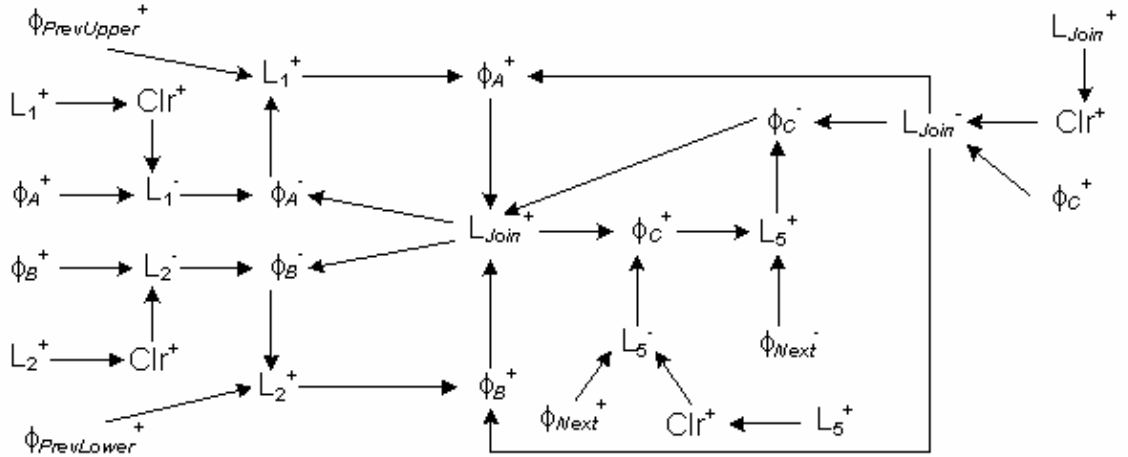 ϕPrevUpper+
LJoin+
L1+ ϕA+
L1+ Clr+
ϕC- LJoin- Clr+
ϕA+ L1- ϕA-
ϕC+
LJoin+ ϕC+ L5+
ϕB+ L2- ϕB-
L5- ϕNext-
L2+ Clr+
L2+ ϕB+
ϕNext+ Clr+ L5+
ϕPrevLower+